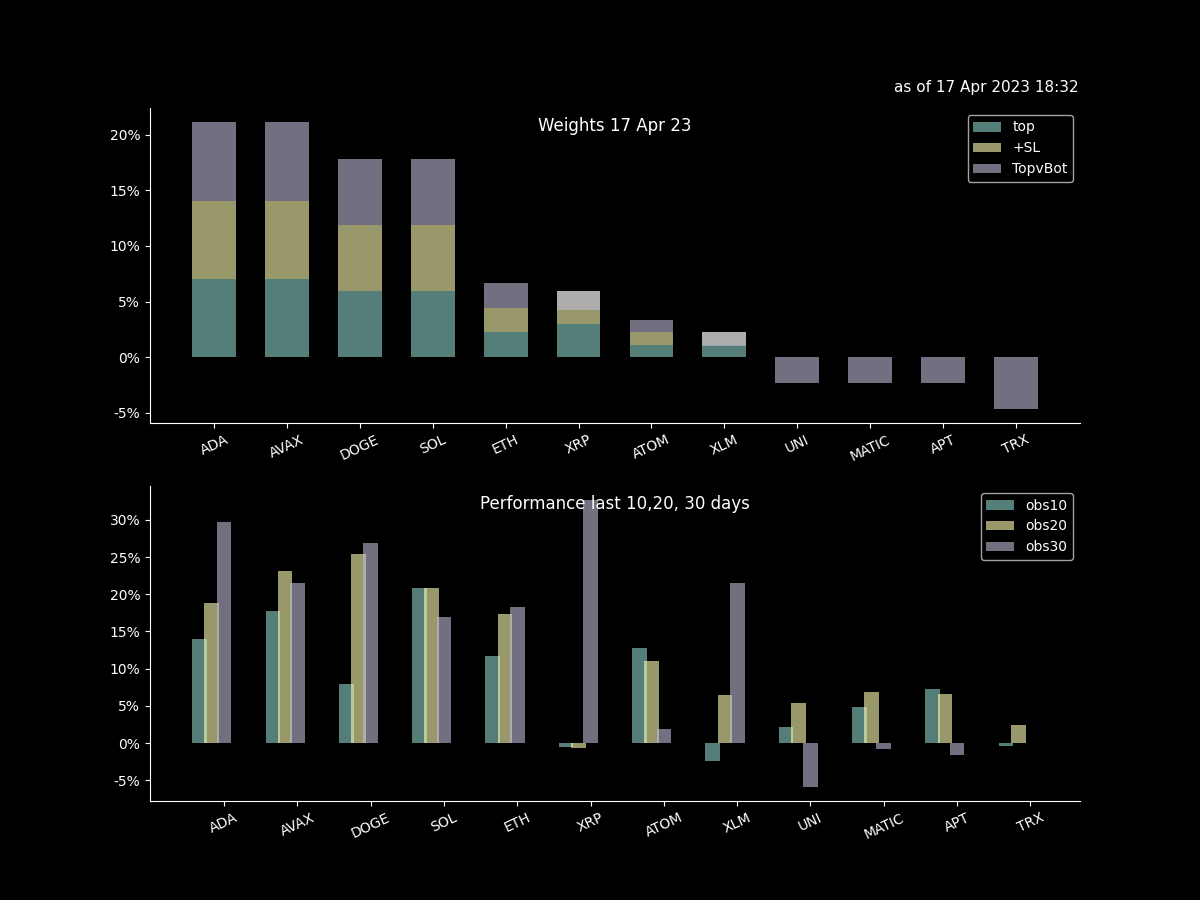 as of 17 Apr 2023 18:32
Weights 17 Apr 23
top
+SL
TopvBot
20%
15%
10%
5%
0%
-5%
ADA AVAX DOGE SOL ETH XRP ATOM XLM UNI MATIC APT TRX
Performance last 10,20, 30 days
obs10
obs20
obs30
30%
25%
20%
15%
10%
5%
0%
-5%
ADA AVAX DOGE SOL ETH XRP ATOM XLM UNI MATIC APT TRX